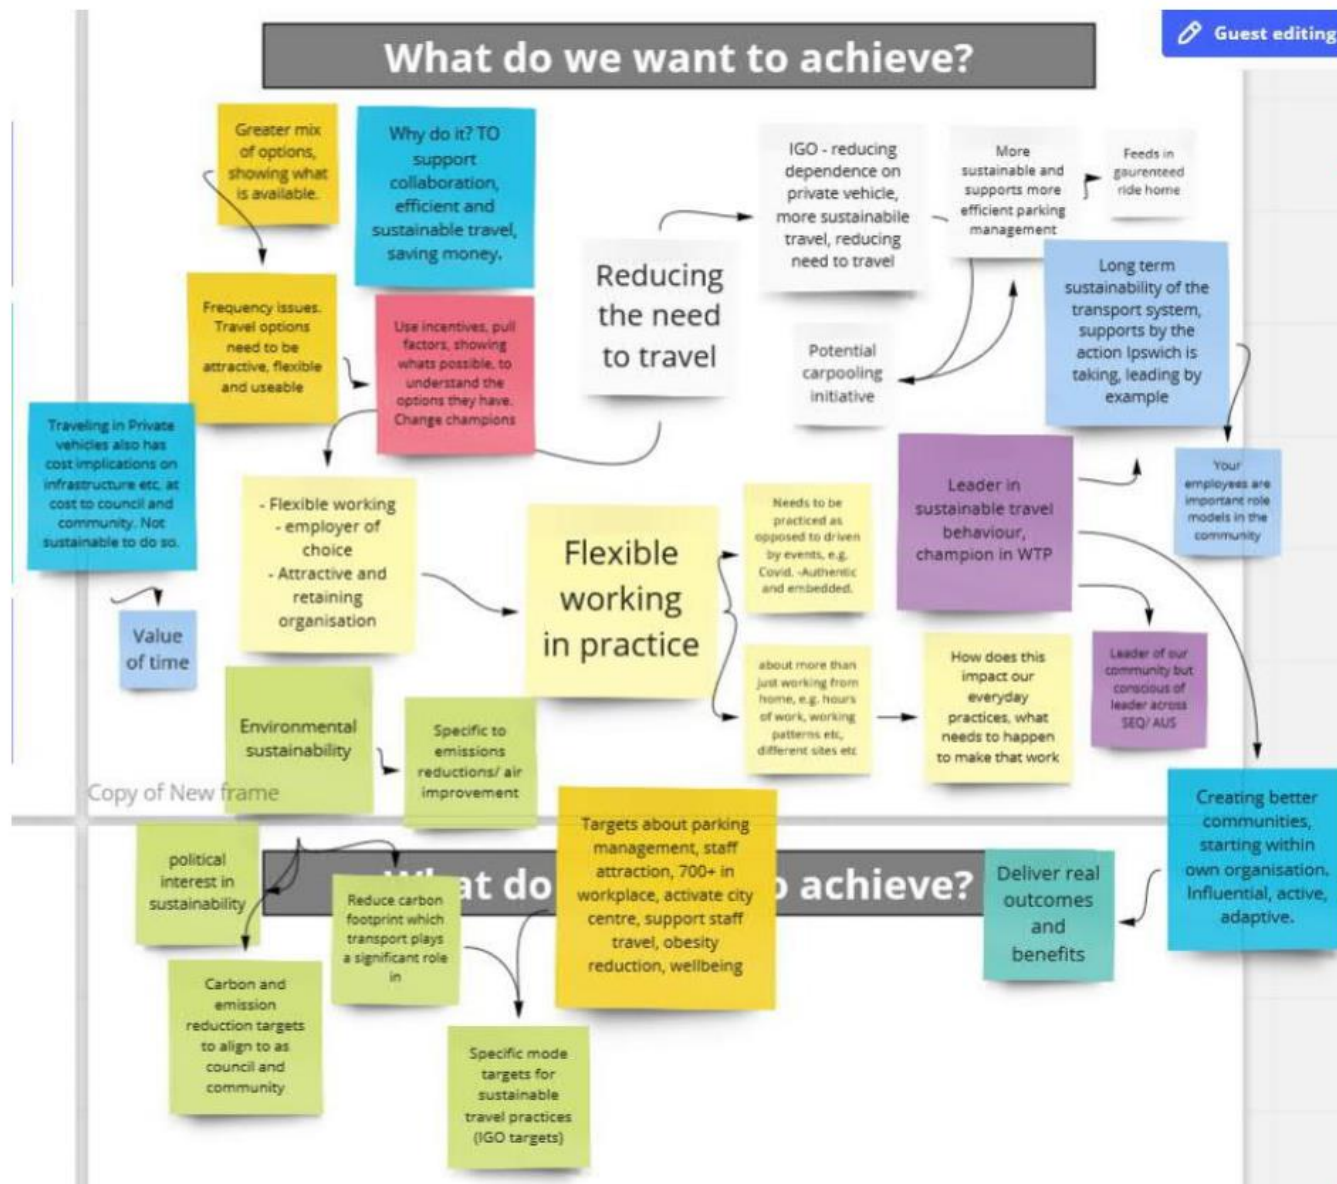 What do we want to achieve?
Guest editing
Greater mix
of options,
showing what
is available.
Why do it? TO
support
collaboration,
efficient and
sustainable travel,
saving money.
IGO - reducing
dependence on
private vehicle,
more sustainabile
travel, reducing
need to travel
More
sustainable and
supports more
efficient parking
management
Feeds in
gaurenteed
ride home
Reducing
the need
to travel
Frequency issues.
Travel options
need to be
attractive, flexible
and useable
Use incentives, pull
factors, showing
whats possible, to
understand the
options they have.
Change champions
Potential
carpooling
initiative
Long term
sustainability of the
transport system,
supports by the
action Ipswich is
taking, leading by
example
Traveling in Private
vehicles also has
cost implications on
infrastructure etc, at
cost to council and
community. Not
sustainable to do so.
Value
of time
- Flexible working
- employer of
choice
- Attractive and
retaining
organisation
Flexible
working
in practice
Needs to be
practiced as
opposed to driven
by events, e.g.
Covid. -Authentic
and embedded.
Leader in
sustainable travel
behaviour,
champion in WTP
Your
employees are
important role
models in the
community
about more than
just working from
home, e.g. hours
of work, working
patterns etc,
different sites etc
How does this
impact our
everyday
practices, what
needs to happen
to make that work
Leader of our
community but
conscious of
leader across
SEQ/ AUS
Environmental
sustainability
Specific to
emissions
reductions/ air
improvement
Copy of New frame
Targets about parking
management, staff
attraction, 700+ in
workplace, activate city
centre, support staff
travel, obesity
reduction, wellbeing
Creating better
communities,
starting within
own organisation.
Influential, active,
adaptive.
political
interest in
sustainability
What do
to achieve?
Reduce carbon
footprint which
transport plays
a significant role
in
Deliver real
outcomes
and
benefits
Carbon and
emission
reduction targets
to align to as
council and
community
Specific mode
targets for
sustainable
travel practices
(IGO targets)